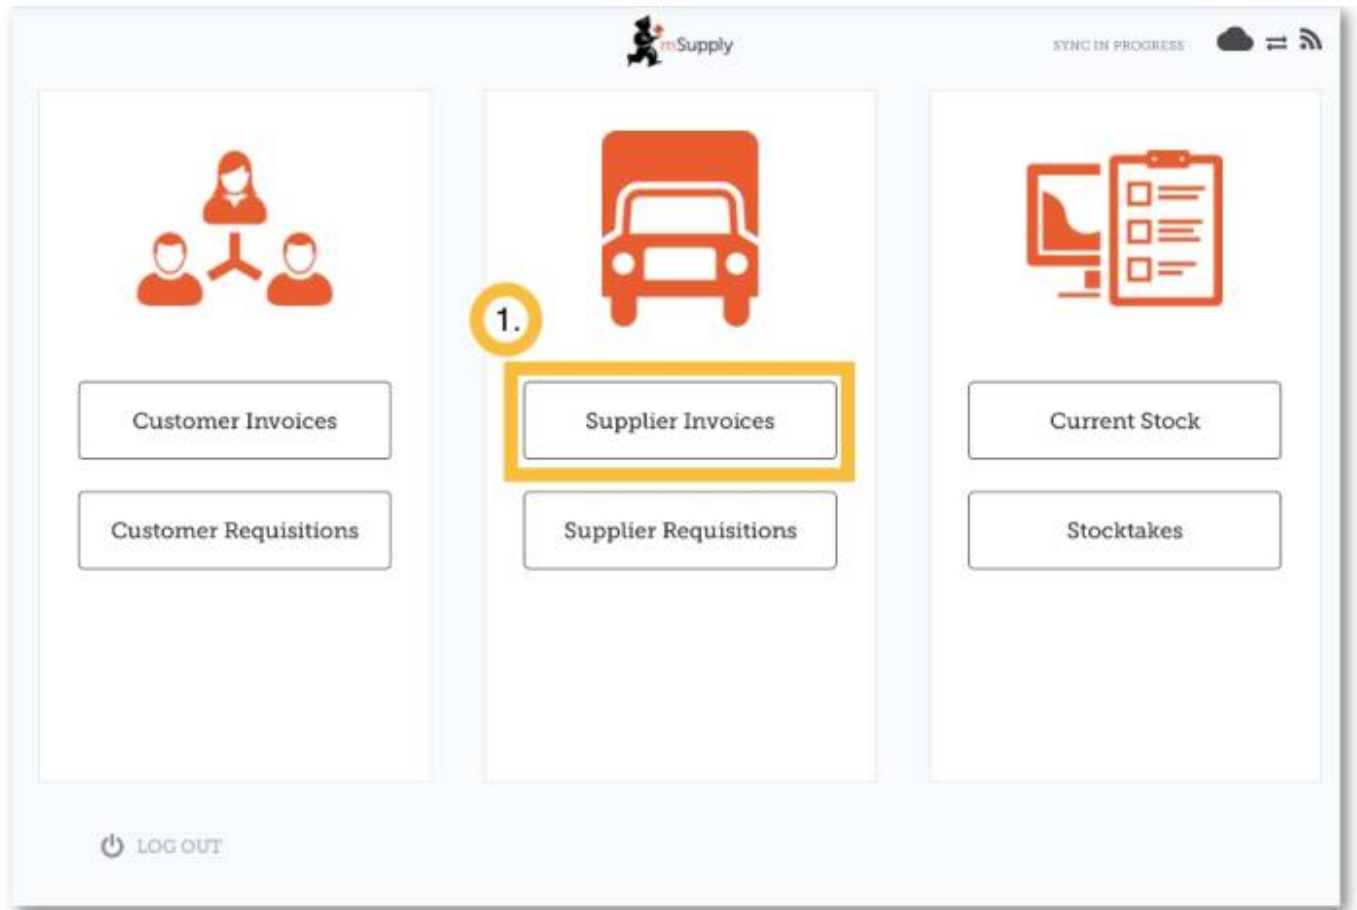 mSupply
SYNC IN PROGRESS
1.
Customer Invoices
Supplier Invoices
Current Stock
Customer Requisitions
Supplier Requisitions
Stocktakes
LOG OUT